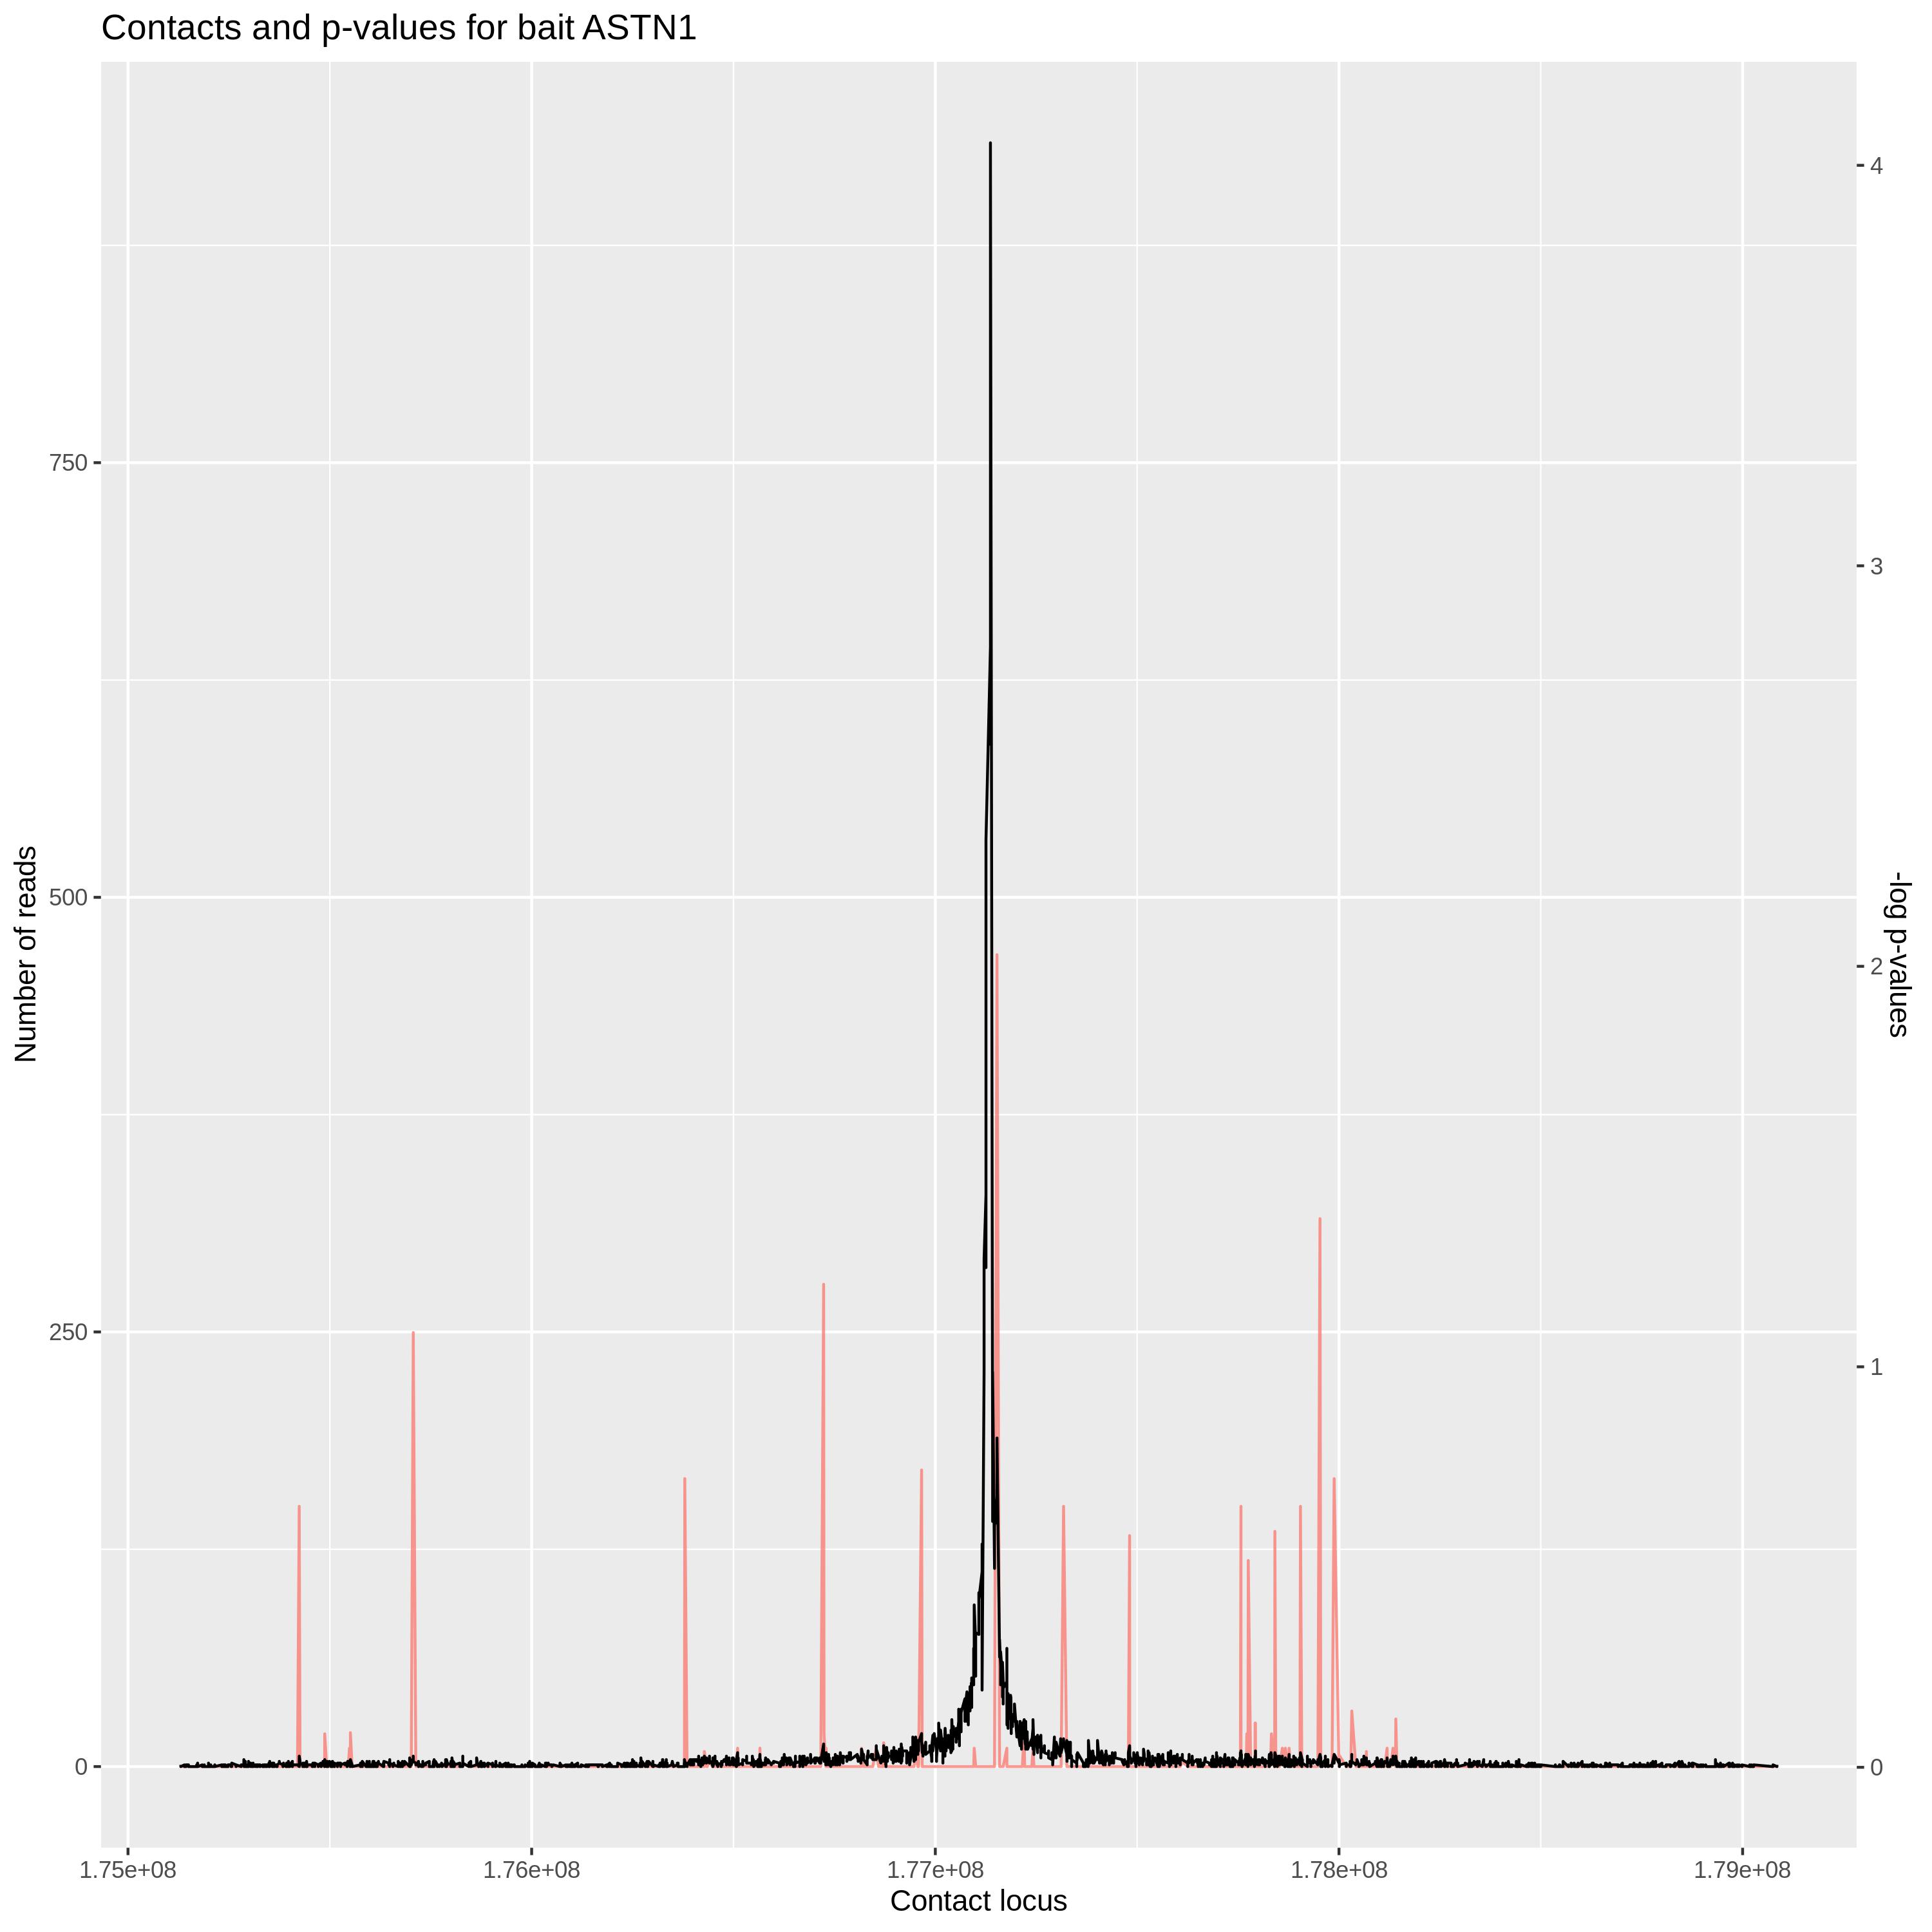 Contacts and p-values for bait ASTN1
Number of reads
750
500
250
0
4
3
2
1
0
-log p-values
1.75e+08
1.76e+08
1.77e+08
1.78e+08
1.79e+08
Contact locus